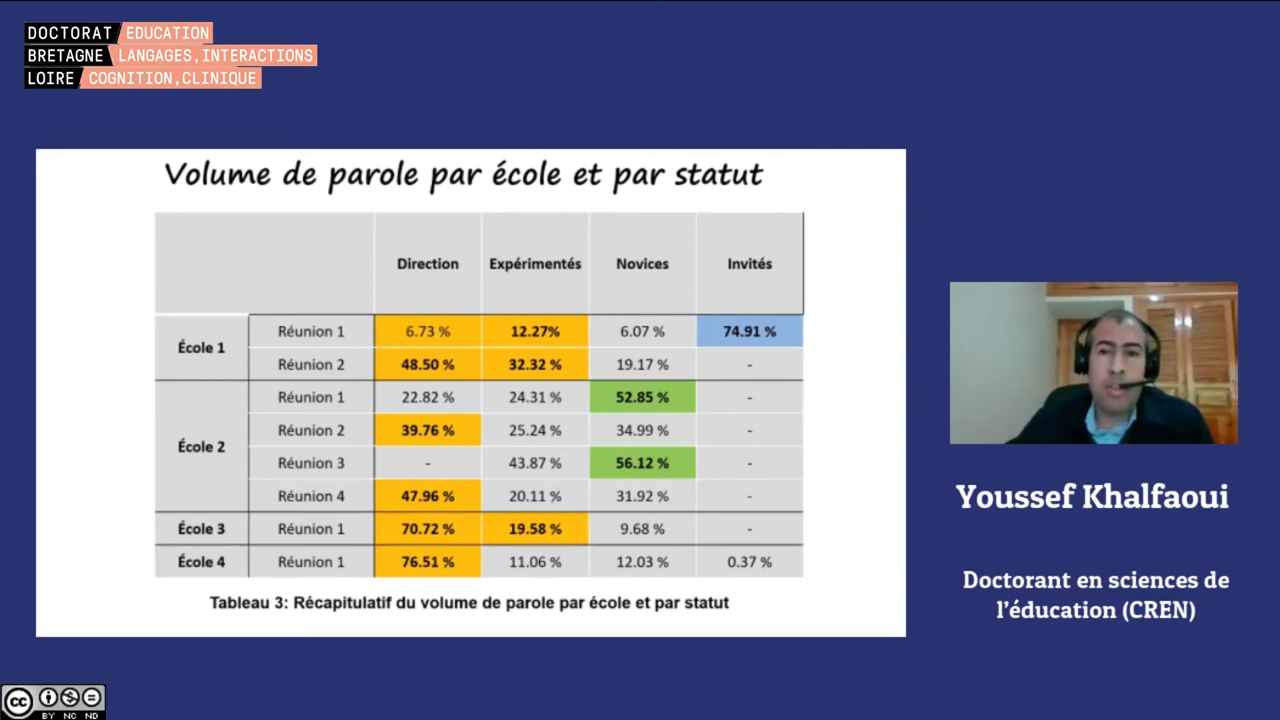 DOCTORAT / EDUCATION
BRETAGNE / LANGAGES,INTERACTIONS
LOIRE / COGNITION,CLINIQUE
Volume de parole par école et par statut
Direction Expérimentés Novices Invités
École 1 Réunion 1 6.73 % 12.27% 6.07 % 74.91 %
Réunion 2 48.50 % 32.32 % 19.17 % -
École 2 Réunion 1 22.82 % 24.31 % 52.85 % -
Réunion 2 39.76 % 25.24 % 34.99 % -
Réunion 3 - 43.87 % 56.12 % -
Réunion 4 47.96 % 20.11 % 31.92 % -
École 3 Réunion 1 70.72 % 19.58 % 9.68 % -
École 4 Réunion 1 76.51 % 11.06 % 12.03 % 0.37 %
Tableau 3: Récapitulatif du volume de parole par école et par statut
Youssef Khalfaoui
Doctorant en sciences de
l'éducation (CREN)
cc
BY NC ND